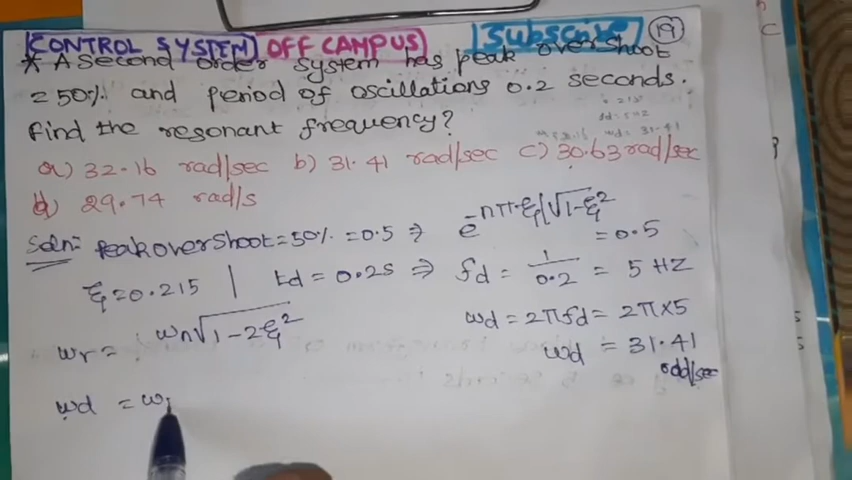 CONTROL SYSTEM OFF CAMPUS Subscribe 19
* A second order system has peak overshoot
= 50% and period of oscillations 0.2 seconds.
Find the resonant frequency?
a) 32.16 rad/sec b) 31.41 rad/sec c) 30.63 rad/sec
d) 29.74 rad/s
Soln: Peak overshoot = 50% = 0.5 ⇒ e^-nπ·ξ/√1-ξ² = 0.5
ξ = 0.215 | td = 0.2s ⇒ fd = 1/0.2 = 5 HZ
ωr = ωn√1-2ξ²
ωd = 2πfd = 2π×5
ωd = 31.41 rad/sec
ωd = ωn